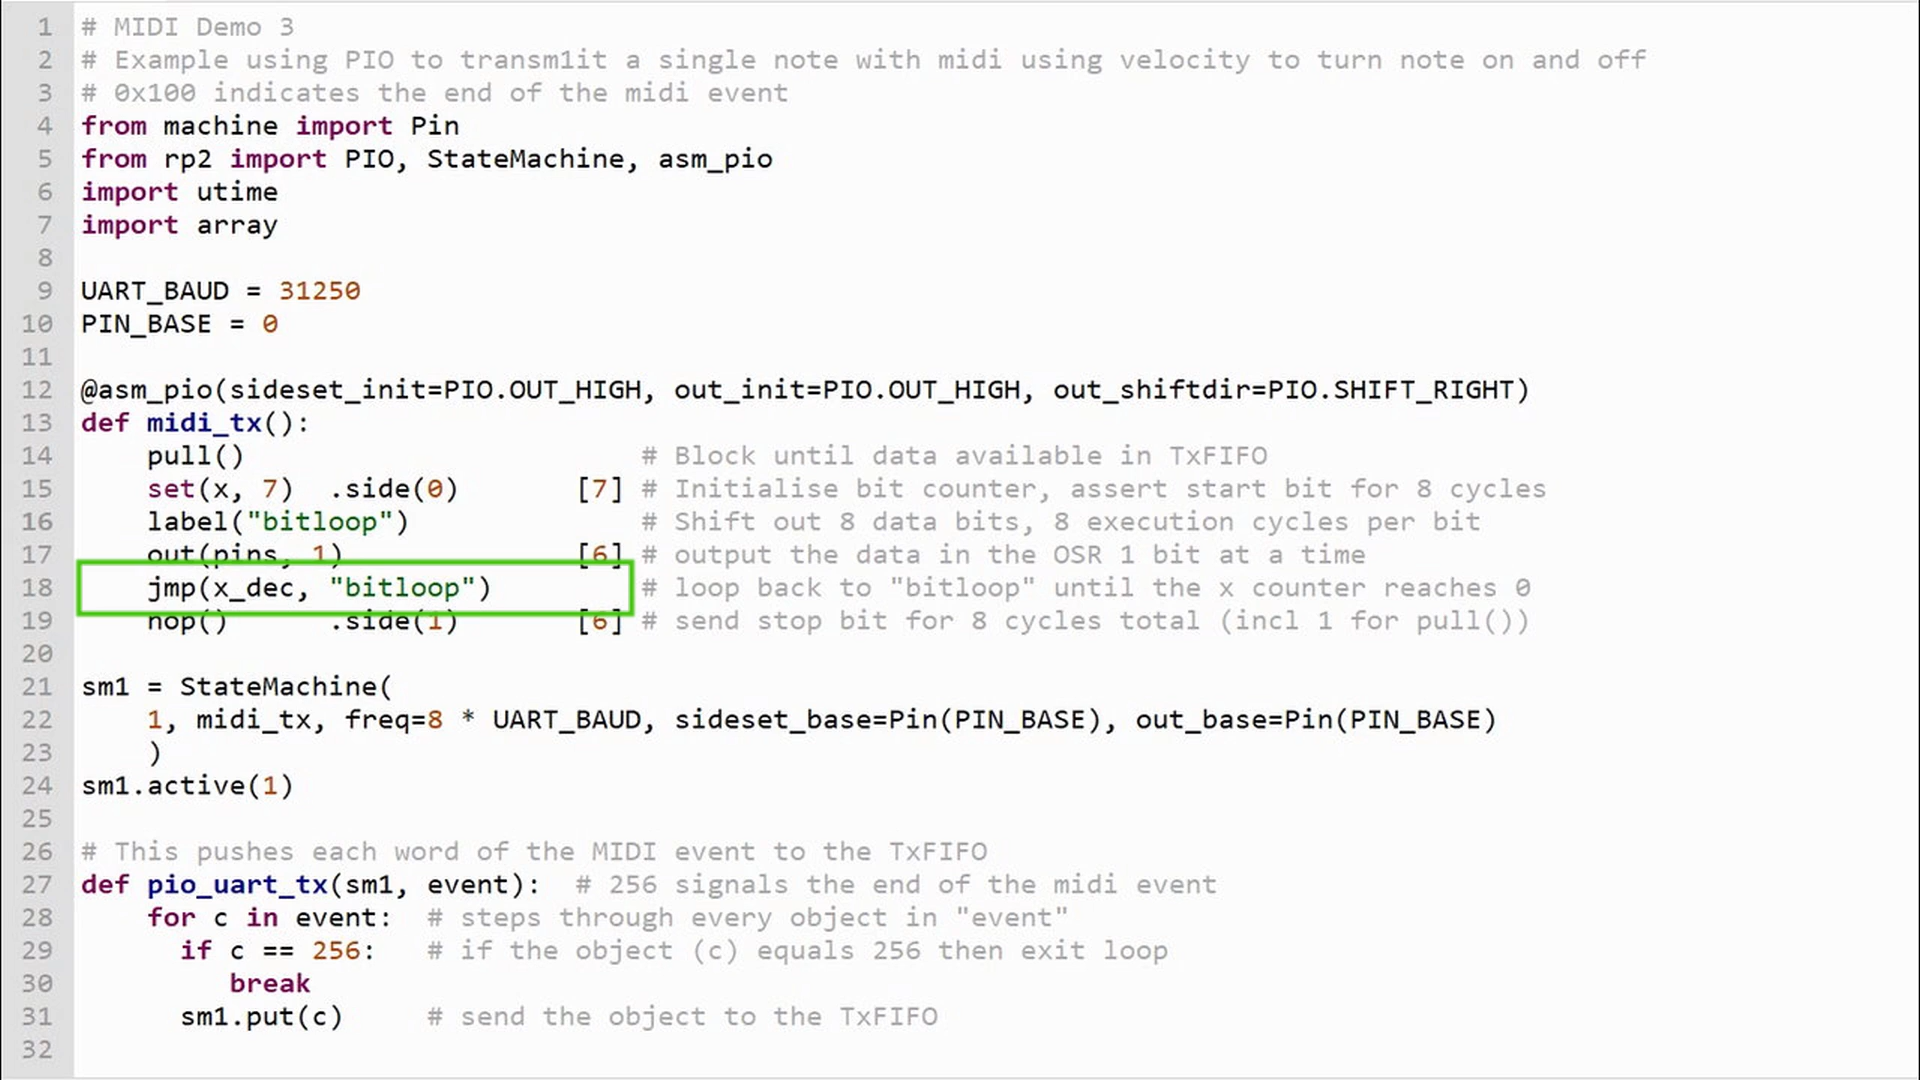 1 # MIDI Demo 3
2 # Example using PIO to transm1it a single note with midi using velocity to turn note on and off
3 # 0x100 indicates the end of the midi event
4 from machine import Pin
5 from rp2 import PIO, StateMachine, asm_pio
6 import utime
7 import array
8
9 UART_BAUD = 31250
10 PIN_BASE = 0
11
12 @asm_pio(sideset_init=PIO.OUT_HIGH, out_init=PIO.OUT_HIGH, out_shiftdir=PIO.SHIFT_RIGHT)
13 def midi_tx():
14     pull()                        # Block until data available in TxFIFO
15     set(x, 7)  .side(0)       [7] # Initialise bit counter, assert start bit for 8 cycles
16     label("bitloop")              # Shift out 8 data bits, 8 execution cycles per bit
17     out(pins, 1)              [6] # output the data in the OSR 1 bit at a time
18     jmp(x_dec, "bitloop")         # loop back to "bitloop" until the x counter reaches 0
19     nop()      .side(1)       [6] # send stop bit for 8 cycles total (incl 1 for pull())
20
21 sm1 = StateMachine(
22     1, midi_tx, freq=8 * UART_BAUD, sideset_base=Pin(PIN_BASE), out_base=Pin(PIN_BASE)
23     )
24 sm1.active(1)
25
26 # This pushes each word of the MIDI event to the TxFIFO
27 def pio_uart_tx(sm1, event):  # 256 signals the end of the midi event
28     for c in event:  # steps through every object in "event"
29       if c == 256:   # if the object (c) equals 256 then exit loop
30          break
31       sm1.put(c)     # send the object to the TxFIFO
32